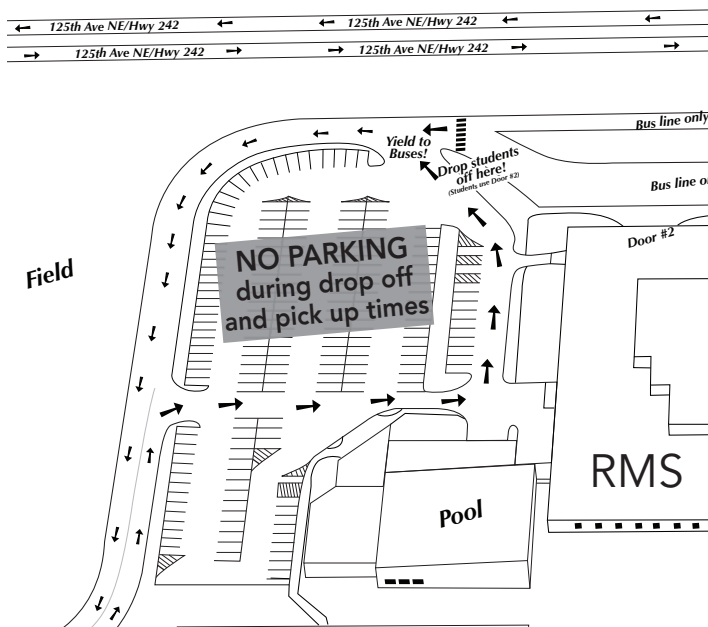 125th Ave NE/Hwy 242
125th Ave NE/Hwy 242
125th Ave NE/Hwy 242
125th Ave NE/Hwy 242
Bus line only
Yield to
Buses!
Drop students
off here!
(Students use Door #2)
Bus line o
Door #2
Field
NO PARKING
during drop off
and pick up times
RMS
Pool